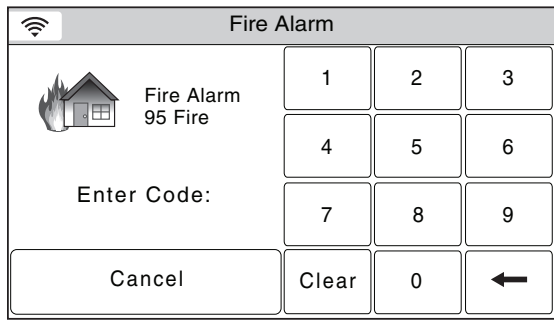 Fire Alarm
Fire Alarm
95 Fire
Enter Code:
1 2 3
4 5 6
7 8 9
Cancel Clear 0